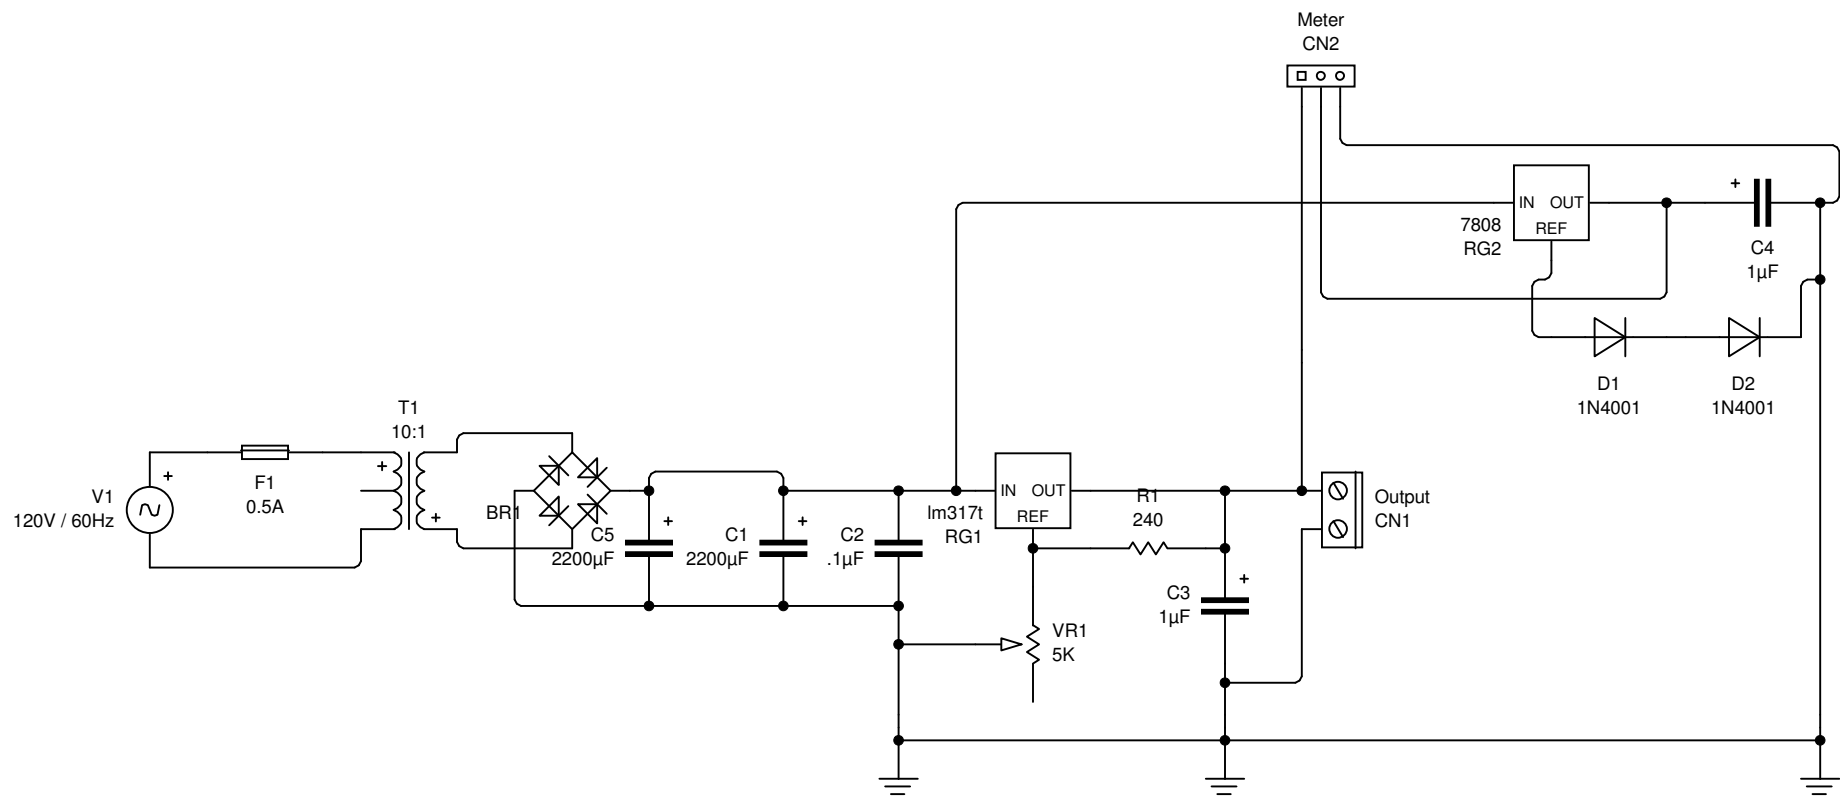 Meter
CN2
IN OUT
REF
7808
RG2
+
C4
1µF
D1
1N4001
D2
1N4001
T1
10:1
+
+
F1
0.5A
V1
120V / 60Hz
+
BR1
+
C5
2200µF
+
C1
2200µF
C2
.1µF
IN OUT
REF
lm317t
RG1
R1
240
Output
CN1
+
C3
1µF
VR1
5K